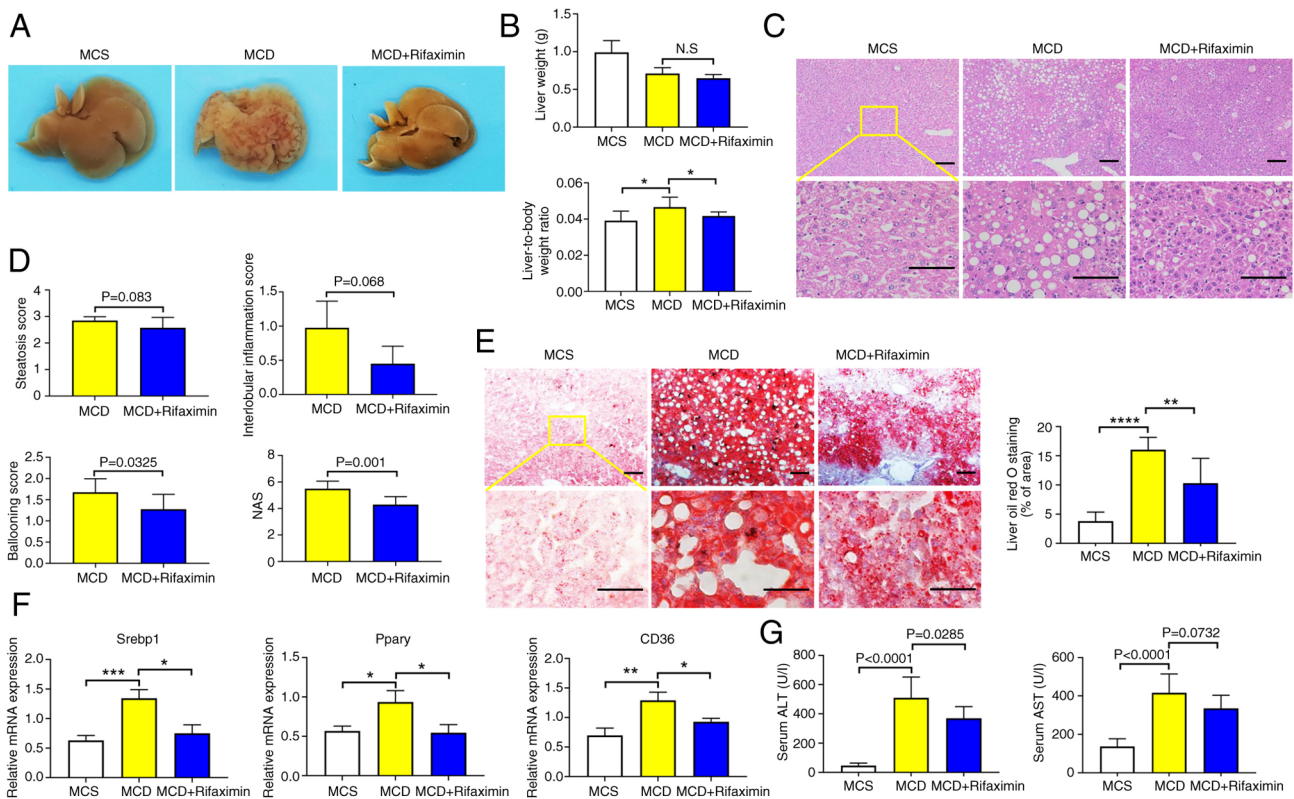 A
MCS
MCD
MCD+Rifaximin
B
Liver weight (g)
1.5
1.0
0.5
0.0
N.S
MCS
MCD
MCD+Rifaximin
Liver-to-body
weight ratio
0.06
0.04
0.02
0.00
*
*
MCS
MCD
MCD+Rifaximin
C
MCS
MCD
MCD+Rifaximin
D
Steatosis score
4
3
2
1
0
P=0.083
MCD
MCD+Rifaximin
Interlobular inflammation score
1.5
1.0
0.5
0.0
P=0.068
MCD
MCD+Rifaximin
Ballooning score
2.5
2.0
1.5
1.0
0.5
0.0
P=0.0325
MCD
MCD+Rifaximin
NAS
8
6
4
2
0
P=0.001
MCD
MCD+Rifaximin
E
MCS
MCD
MCD+Rifaximin
Liver oil red O staining
(% of area)
20
15
10
5
0
****
**
MCS
MCD
MCD+Rifaximin
F
Srebp1
Relative mRNA expression
2.0
1.5
1.0
0.5
0.0
***
*
MCS
MCD
MCD+Rifaximin
Ppary
Relative mRNA expression
1.5
1.0
0.5
0.0
*
*
MCS
MCD
MCD+Rifaximin
CD36
Relative mRNA expression
2.0
1.5
1.0
0.5
0.0
**
*
MCS
MCD
MCD+Rifaximin
G
Serum ALT (U/l)
800
600
400
200
0
P<0.0001
P=0.0285
MCS
MCD
MCD+Rifaximin
Serum AST (U/l)
600
400
200
0
P<0.0001
P=0.0732
MCS
MCD
MCD+Rifaximin